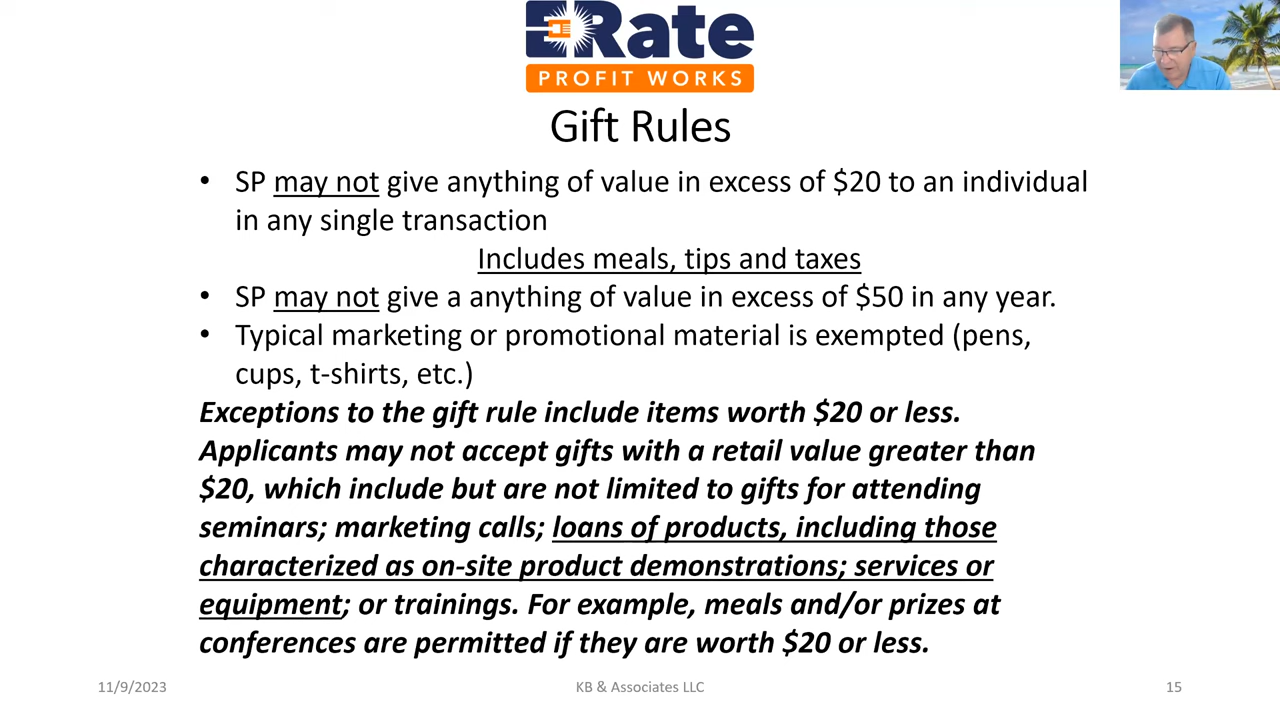 E-Rate
PROFIT WORKS
Gift Rules
• SP may not give anything of value in excess of $20 to an individual
in any single transaction
Includes meals, tips and taxes
• SP may not give a anything of value in excess of $50 in any year.
• Typical marketing or promotional material is exempted (pens,
cups, t-shirts, etc.)
Exceptions to the gift rule include items worth $20 or less.
Applicants may not accept gifts with a retail value greater than
$20, which include but are not limited to gifts for attending
seminars; marketing calls; loans of products, including those
characterized as on-site product demonstrations; services or
equipment; or trainings. For example, meals and/or prizes at
conferences are permitted if they are worth $20 or less.
11/9/2023
KB & Associates LLC
15